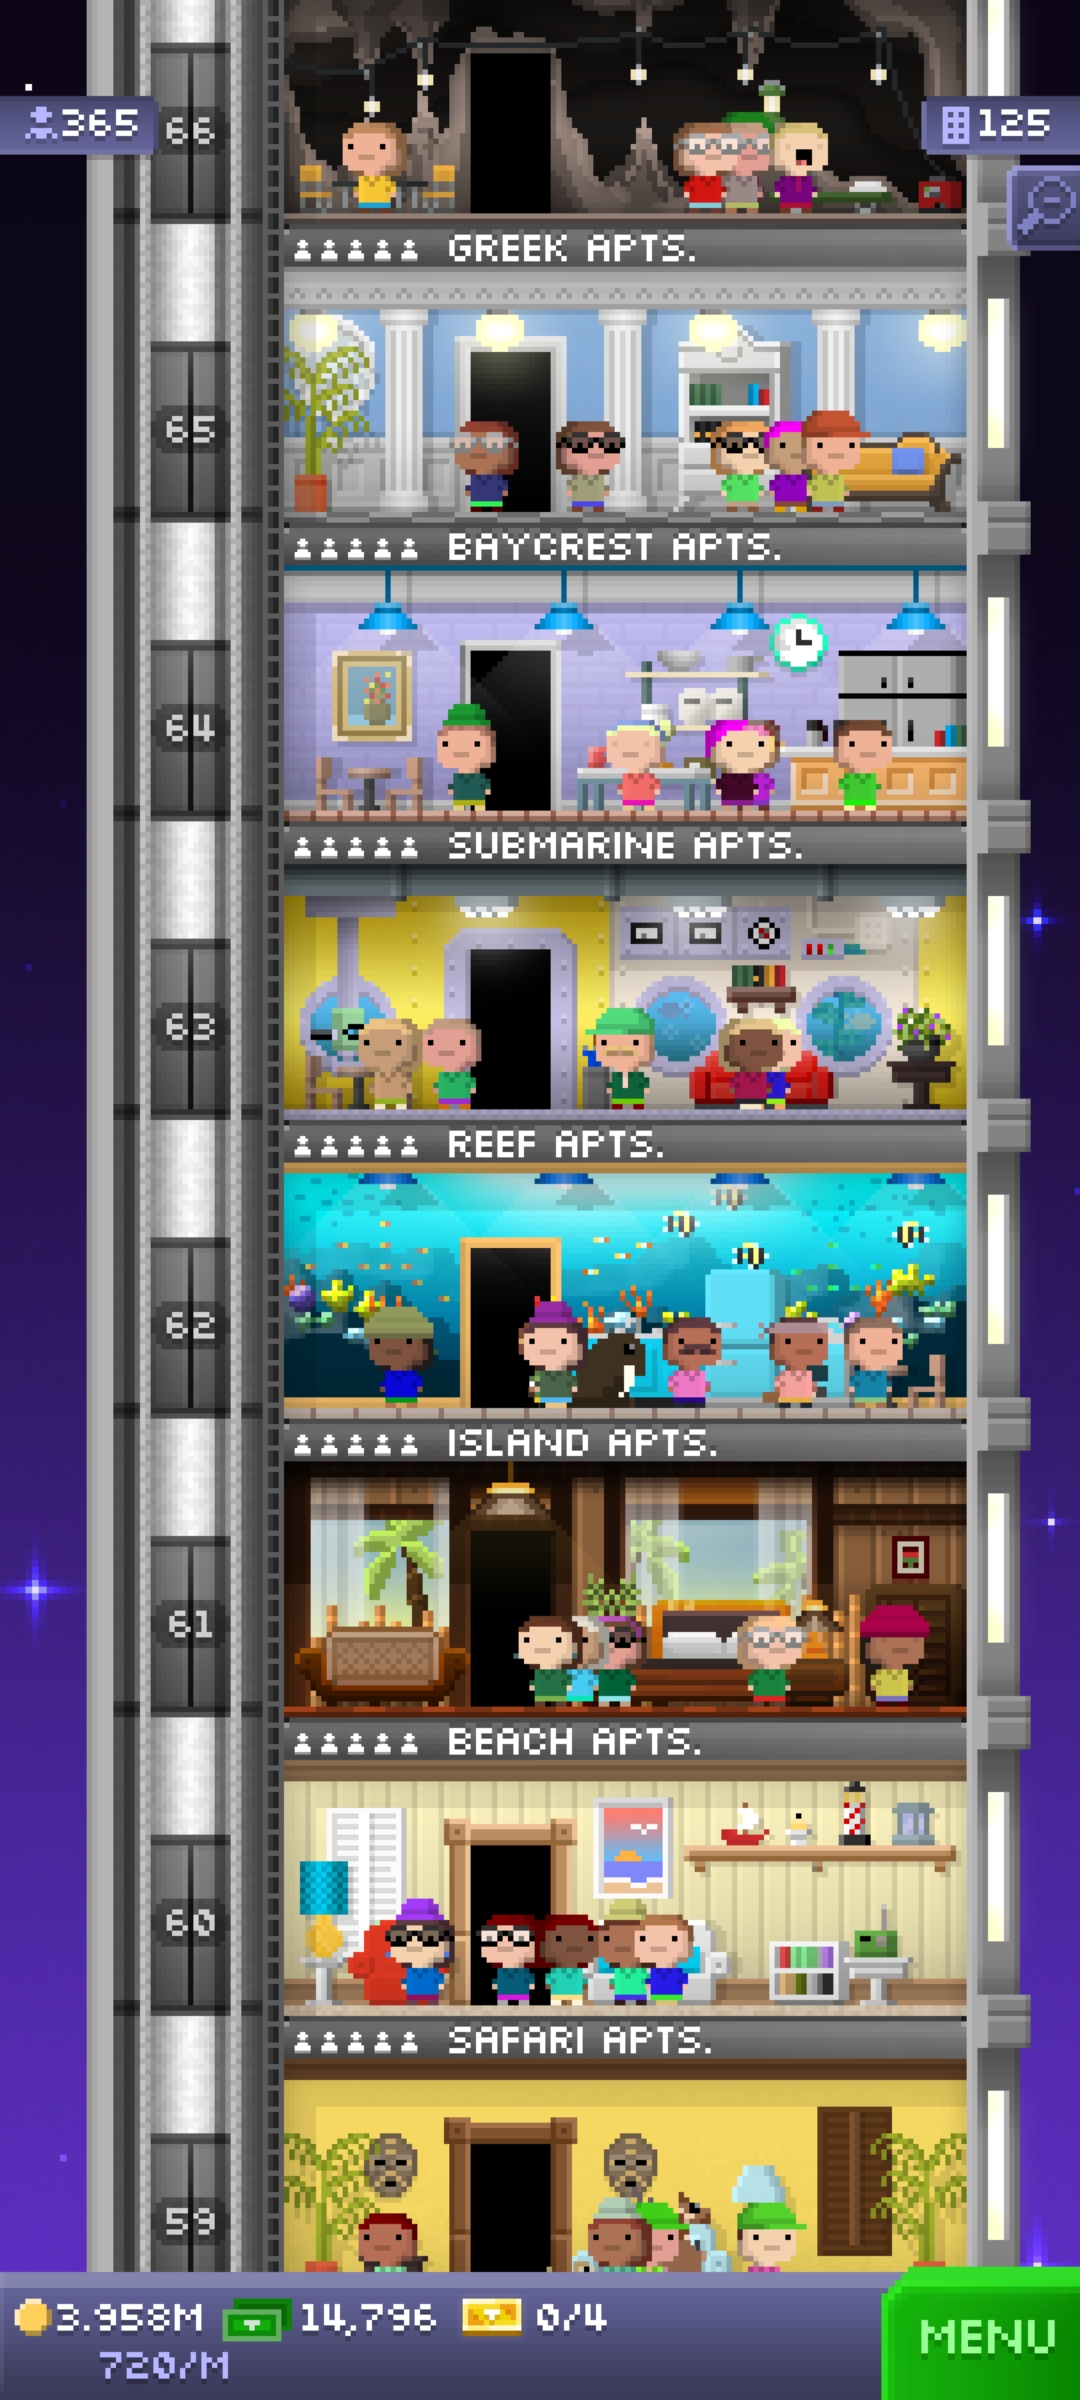 365
66
125
GREEK APTS.
65
BAYCREST APTS.
64
SUBMARINE APTS.
63
REEF APTS.
62
ISLAND APTS.
61
BEACH APTS.
60
SAFARI APTS.
59
3.958M 14,796 0/4
720/M
MENU